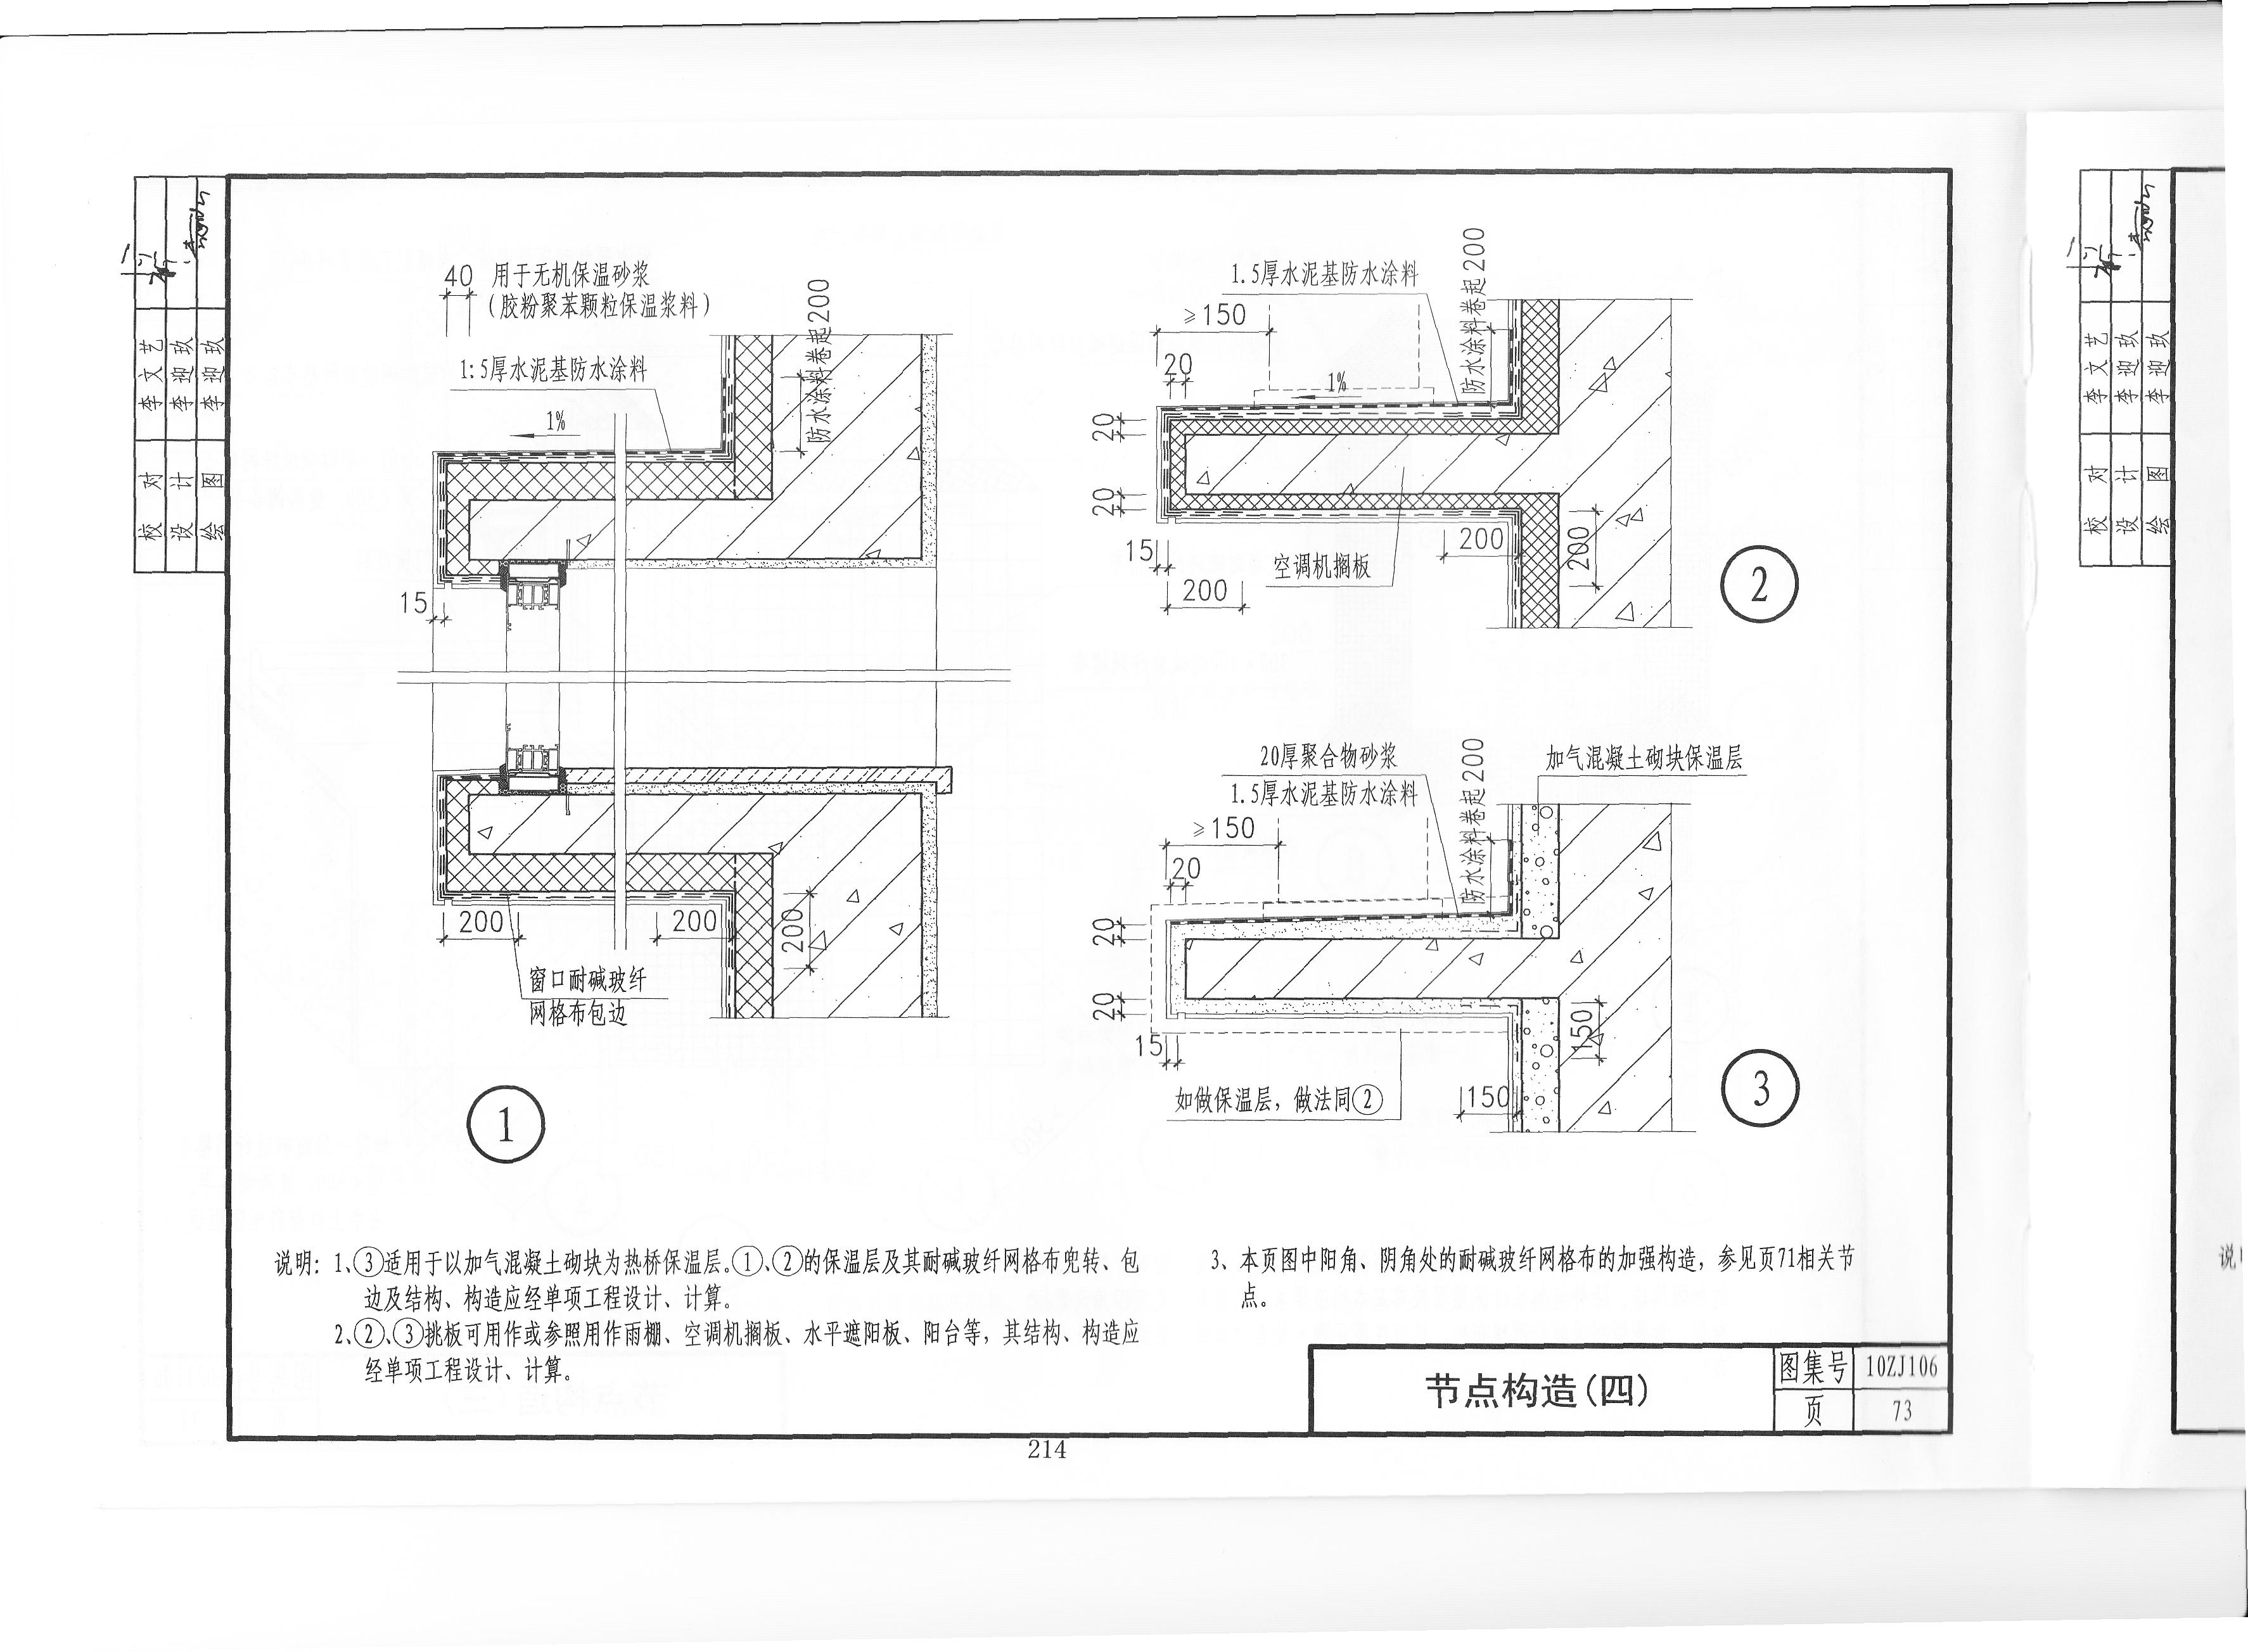 校 对 李文艺
设 计 李迎玖
绘 图 李迎玖
40
用于无机保温砂浆
(胶粉聚苯颗粒保温浆料)
1:5厚水泥基防水涂料
1%
防水涂料卷起200
15
200
200
200
窗口耐碱玻纤
网格布包边
1
1.5厚水泥基防水涂料
防水涂料卷起200
≥150
20
1%
20
20
15
200
200
200
空调机搁板
2
20厚聚合物砂浆
1.5厚水泥基防水涂料
防水涂料卷起200
加气混凝土砌块保温层
≥150
20
20
20
15
150
150
如做保温层，做法同②
3
说明：1、③适用于以加气混凝土砌块为热桥保温层。①、②的保温层及其耐碱玻纤网格布兜转、包
边及结构、构造应经单项工程设计、计算。
2、②、③挑板可用作或参照用作雨棚、空调机搁板、水平遮阳板、阳台等，其结构、构造应
经单项工程设计、计算。
3、本页图中阳角、阴角处的耐碱玻纤网格布的加强构造，参见页71相关节
点。
节点构造(四)
图集号
10ZJ106
页
73
214
校 对 李文艺
设 计 李迎玖
绘 图 李迎玖